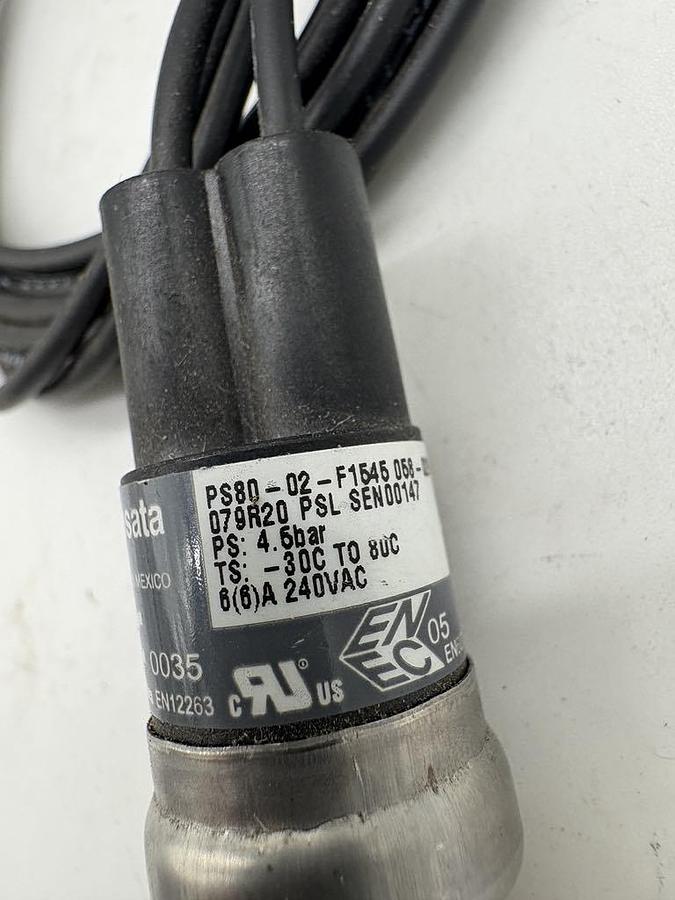 PS80-02-F1545 058-
079R20 PSL SEN00147
PS: 4.5bar
TS: -30C TO 80C
6(6)A 240VAC
sata
MEXICO
0035
EN12263
c RU US
EN
EC
05